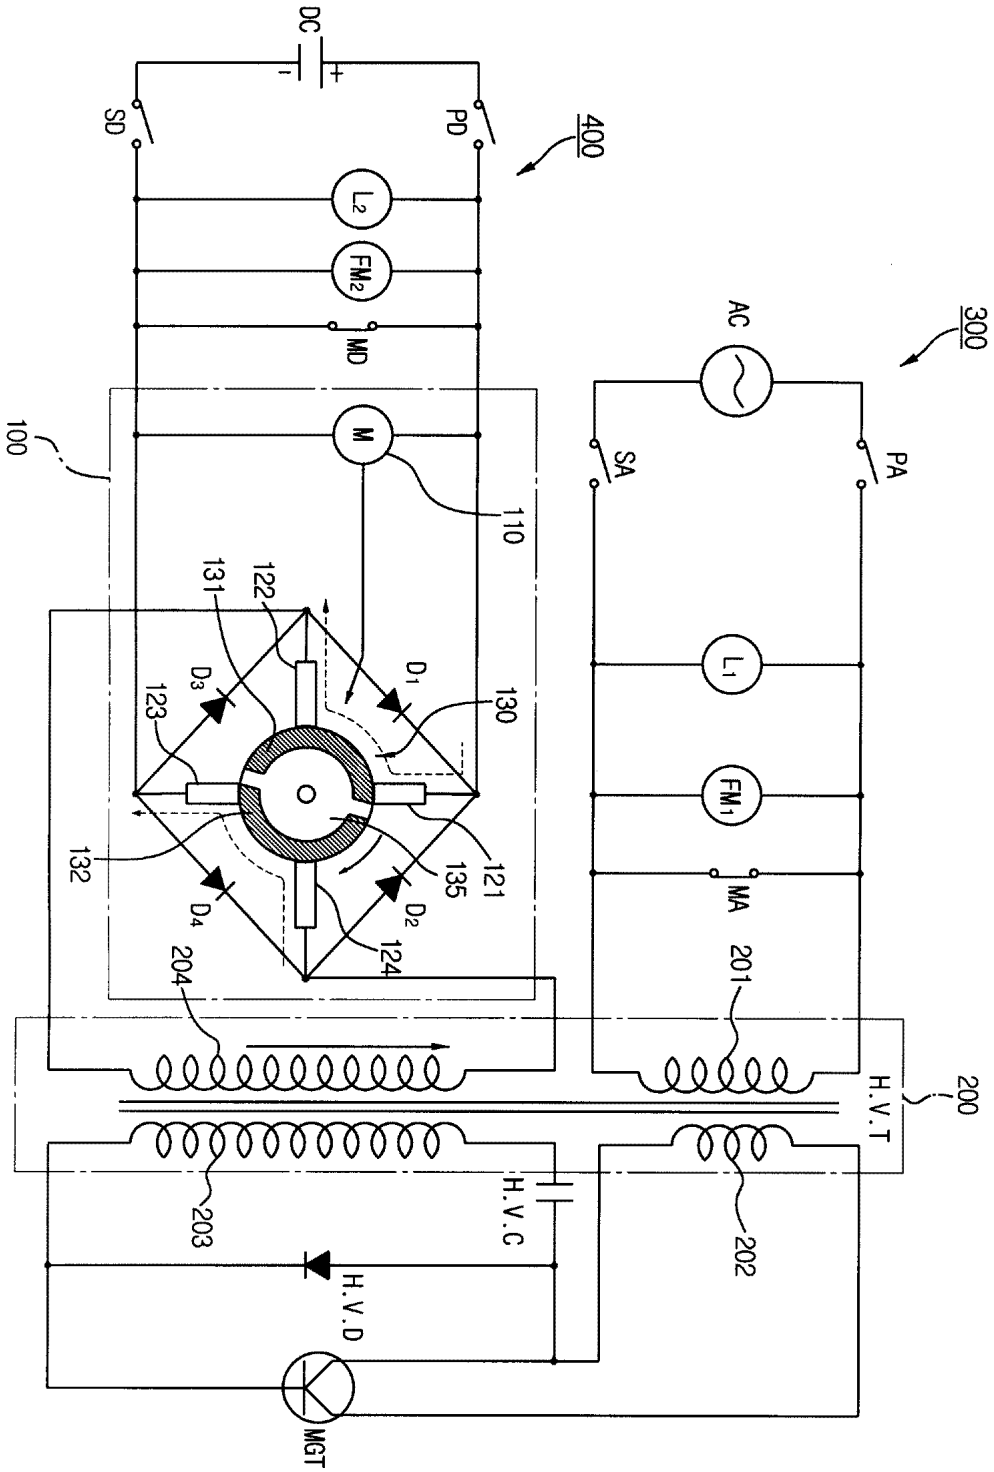 300
AC
PA
SA
L1
FM1
MA
201
H.V.T
200
202
400
DC
+
-
PD
SD
L2
FM2
MD
M
110
100
131
122
D1
130
D3
123
132
D4
124
D2
135
121
204
203
H.V.C
H.V.D
MGT